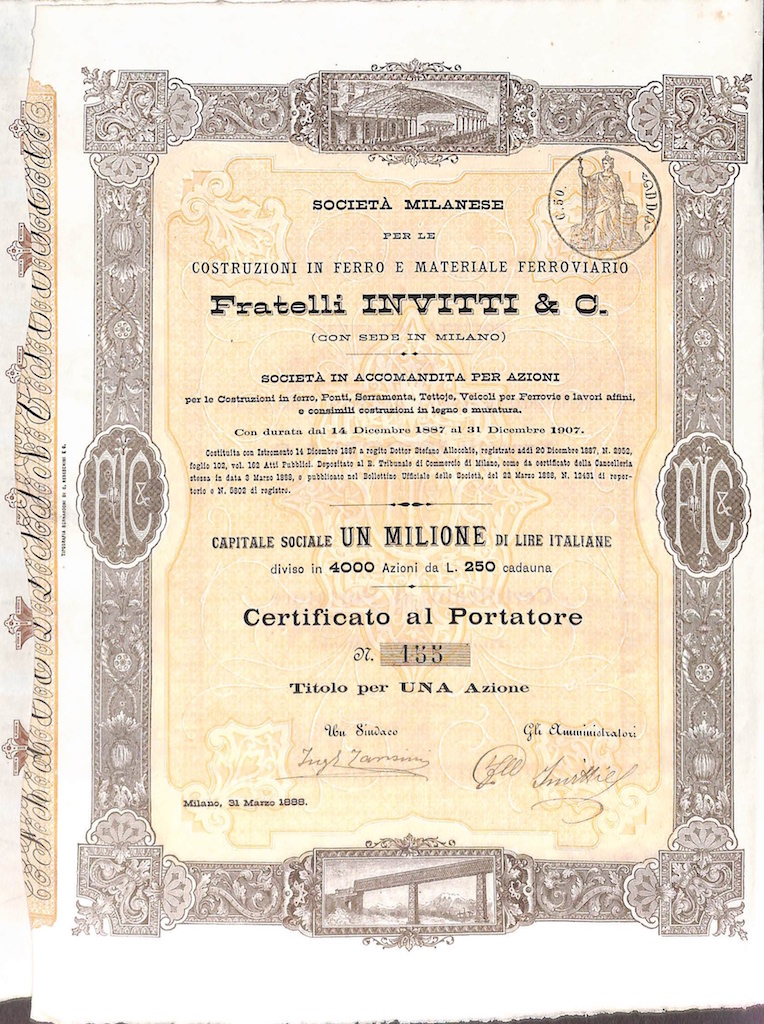 C. 50.
ADDA
SOCIETÀ MILANESE
PER LE
COSTRUZIONI IN FERRO E MATERIALE FERROVIARIO
Fratelli INVITTI & C.
(CON SEDE IN MILANO)
SOCIETÀ IN ACCOMANDITA PER AZIONI
per le Costruzioni in ferro, Ponti, Serramenta, Tettoje, Veicoli per Ferrovie e lavori affini,
e consimili costruzioni in legno e muratura.
Con durata dal 14 Dicembre 1887 al 31 Dicembre 1907.
Costituita con Istromento 14 Dicembre 1887 a rogito Dottor Stefano Allocchio, registrato addì 20 Dicembre 1887, N. 2952,
foglio 102, vol. 162 Atti Pubblici. Depositato al R. Tribunale di Commercio di Milano, come da certificato della Cancelleria
stessa in data 3 Marzo 1888, e pubblicato nel Bollettino Ufficiale delle Società, del 22 Marzo 1888, N. 12431 di reper-
torio e N. 5802 di registro.
CAPITALE SOCIALE UN MILIONE DI LIRE ITALIANE
diviso in 4000 Azioni da L. 250 cadauna
Certificato al Portatore
N. 155
Titolo per UNA Azione
Un Sindaco
Gli Amministratori
Flli Invitti e C
Milano, 31 Marzo 1888.
FIC&
FIC&